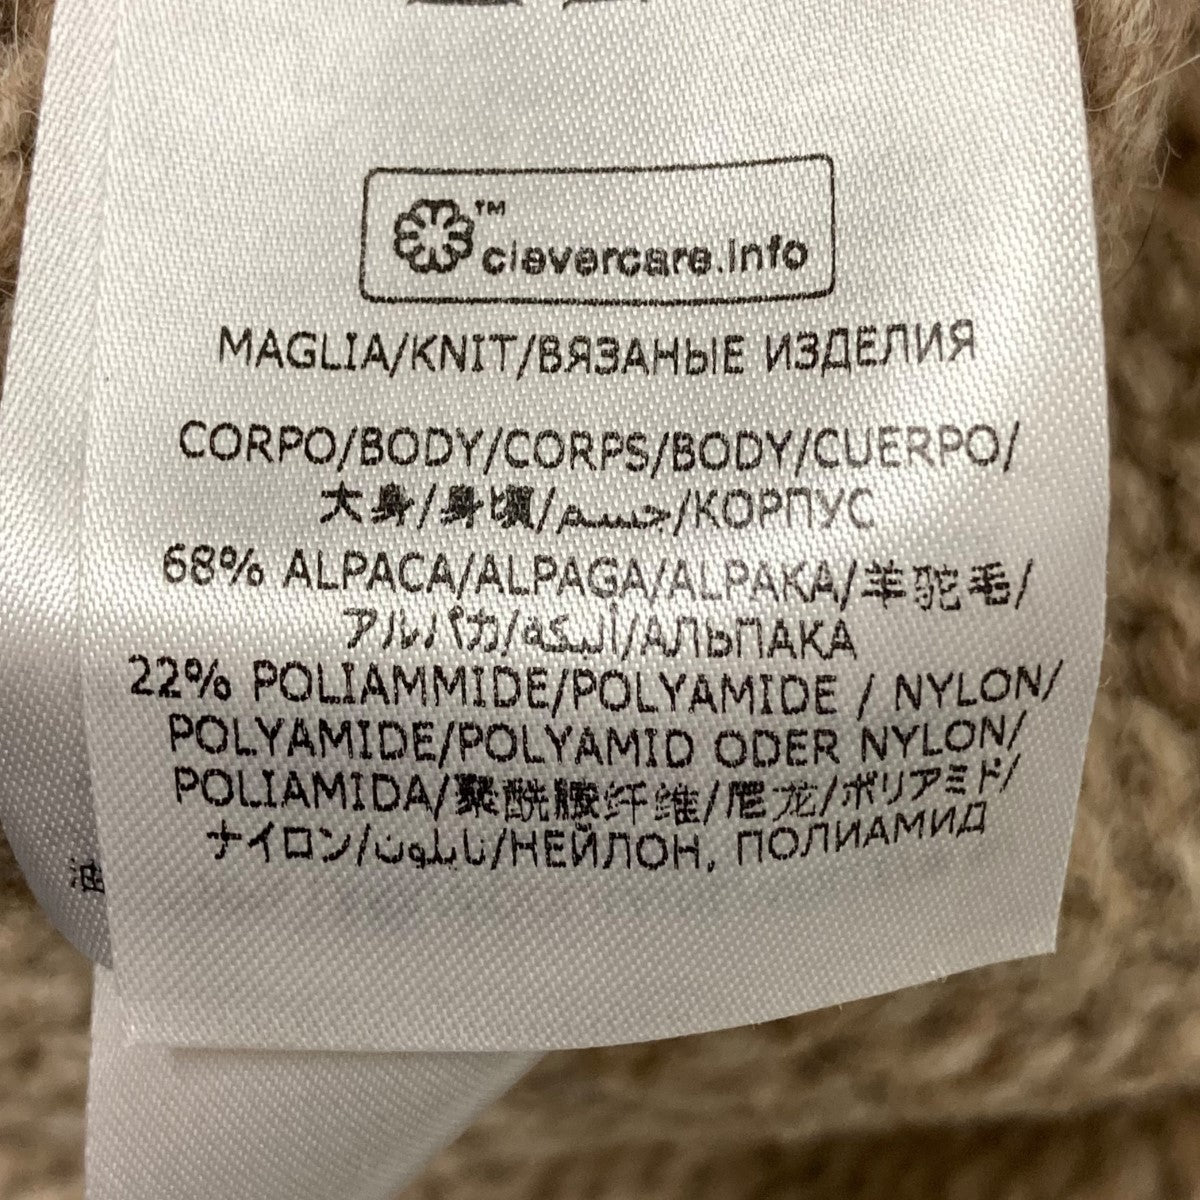 ™ clevercare.info
MAGLIA/KNIT/ВЯЗАНЫЕ ИЗДЕЛИЯ
CORPO/BODY/CORPS/BODY/CUERPO/
大身/身頃/جسم/КОРПУС
68% ALPACA/ALPAGA/ALPAKA/羊驼毛/
アルパカ/ألبكة/АЛЬПАКА
22% POLIAMMIDE/POLYAMIDE / NYLON/
POLYAMIDE/POLYAMID ODER NYLON/
POLIAMIDA/聚酰胺纤维/尼龙/ポリアミド/
ナイロン/نايلون/НЕЙЛОН, ПОЛИАМИД
油